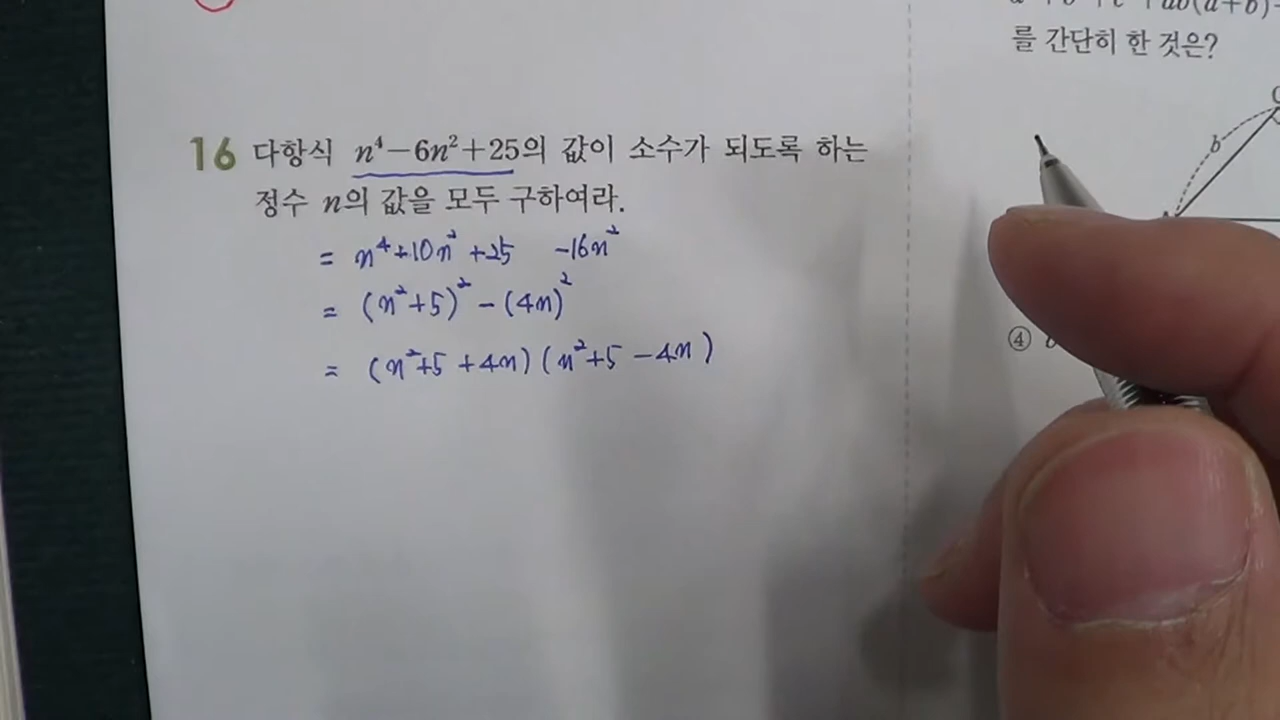 16 다항식 n⁴−6n²+25의 값이 소수가 되도록 하는
정수 n의 값을 모두 구하여라.
= n⁴+10n²+25 −16n²
= (n²+5)² − (4n)²
= (n²+5+4n)(n²+5−4n)
ab(a+b)
를 간단히 한 것은?
b
④